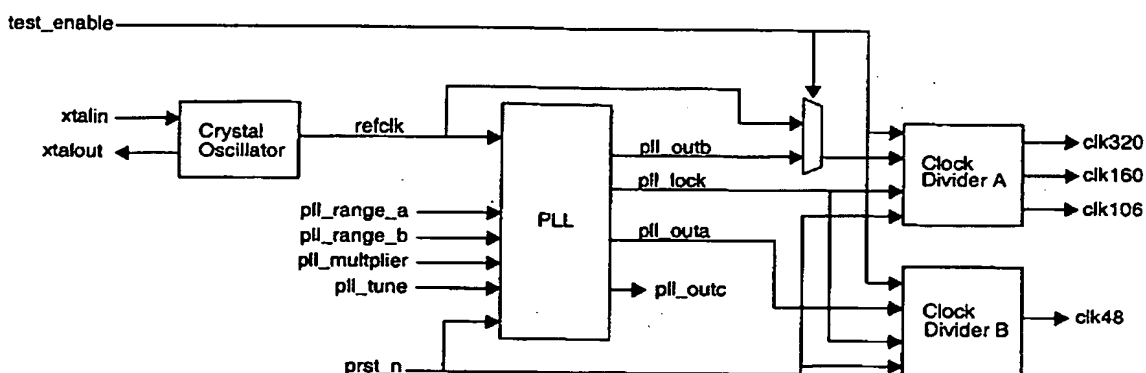 test_enable
xtalin
xtalout
Crystal
Oscillator
refclk
pll_range_a
pll_range_b
pll_multplier
pll_tune
prst_n
PLL
pll_outb
pll_lock
pll_outa
pll_outc
Clock
Divider A
clk320
clk160
clk106
Clock
Divider B
clk48